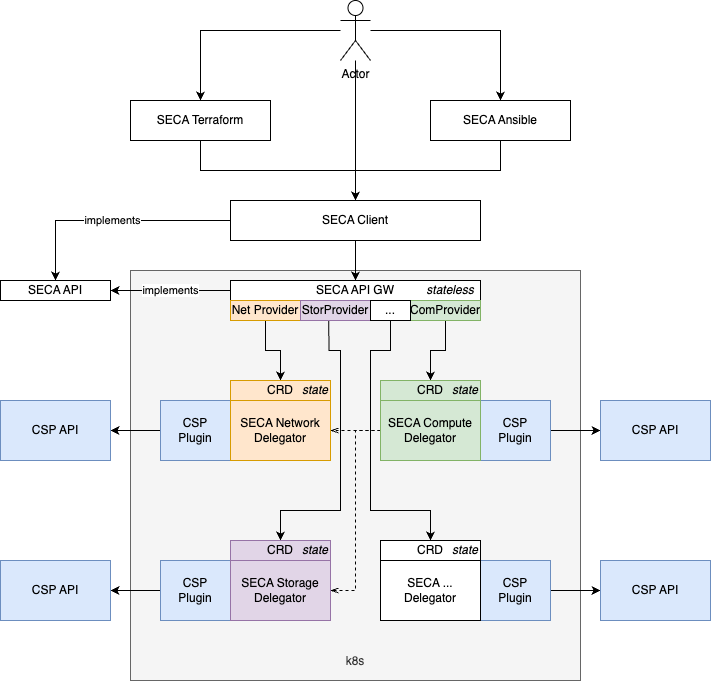 Actor
SECA Terraform
SECA Ansible
implements
SECA Client
SECA API
implements
SECA API GW
stateless
Net Provider
StorProvider
...
ComProvider
CRD
state
CRD
state
CSP API
CSP
Plugin
SECA Network
Delegator
SECA Compute
Delegator
CSP
Plugin
CSP API
CRD
state
CRD
state
CSP API
CSP
Plugin
SECA Storage
Delegator
SECA ...
Delegator
CSP
Plugin
CSP API
k8s